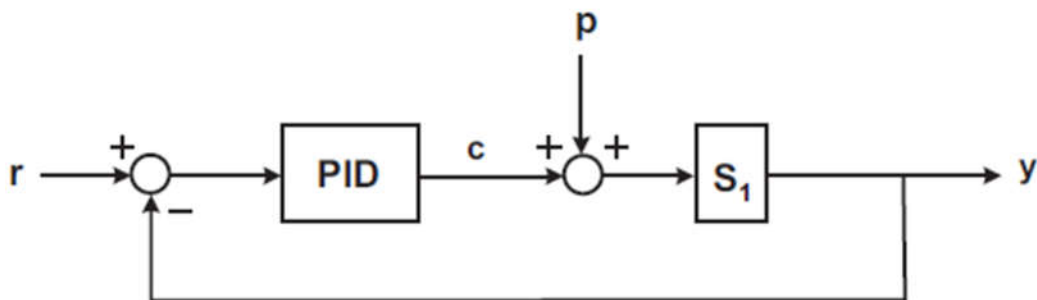 p
r + − PID c + + S₁ y